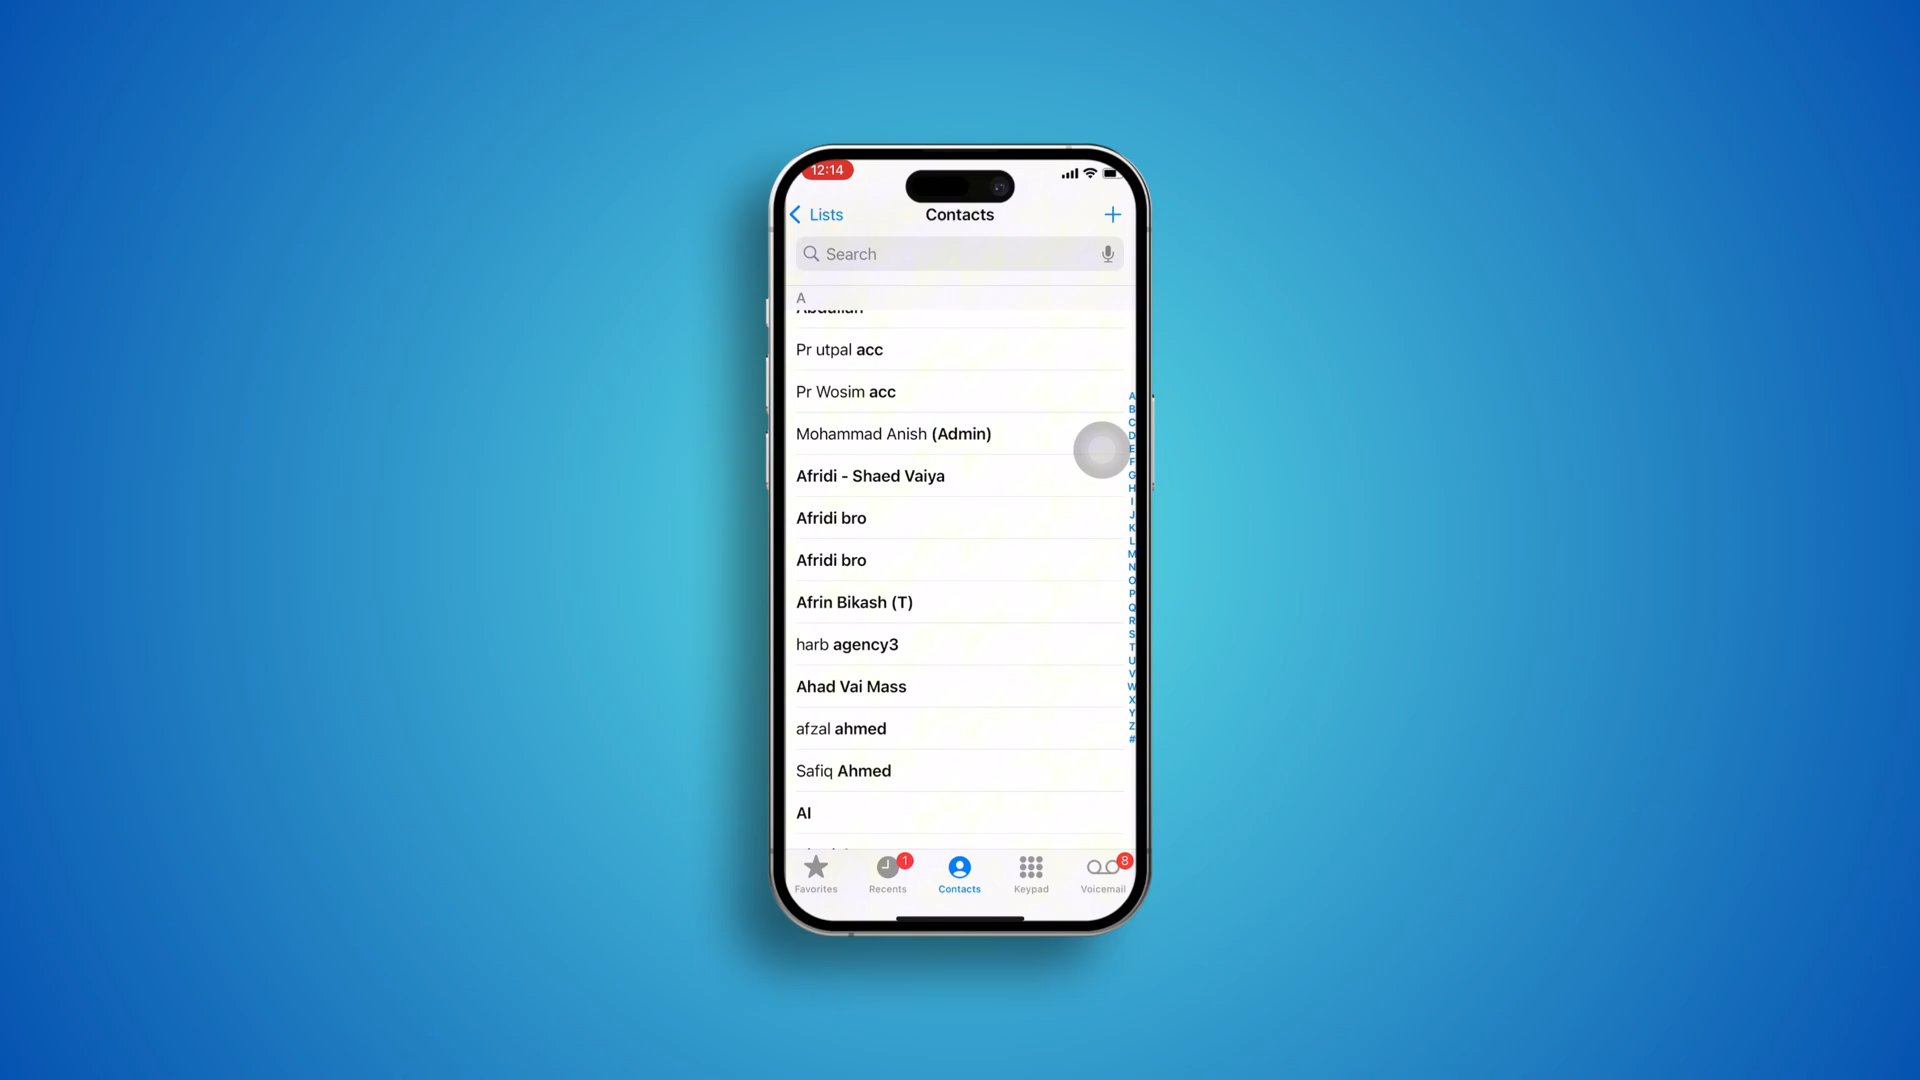 12:14
Lists
Contacts
Search
A
Abdullah
Pr utpal acc
Pr Wosim acc
Mohammad Anish (Admin)
Afridi - Shaed Vaiya
Afridi bro
Afridi bro
Afrin Bikash (T)
harb agency3
Ahad Vai Mass
afzal ahmed
Safiq Ahmed
Al
A
B
C
D
E
F
G
H
I
J
K
L
M
N
O
P
Q
R
S
T
U
V
W
X
Y
Z
#
1
8
Favorites
Recents
Contacts
Keypad
Voicemail